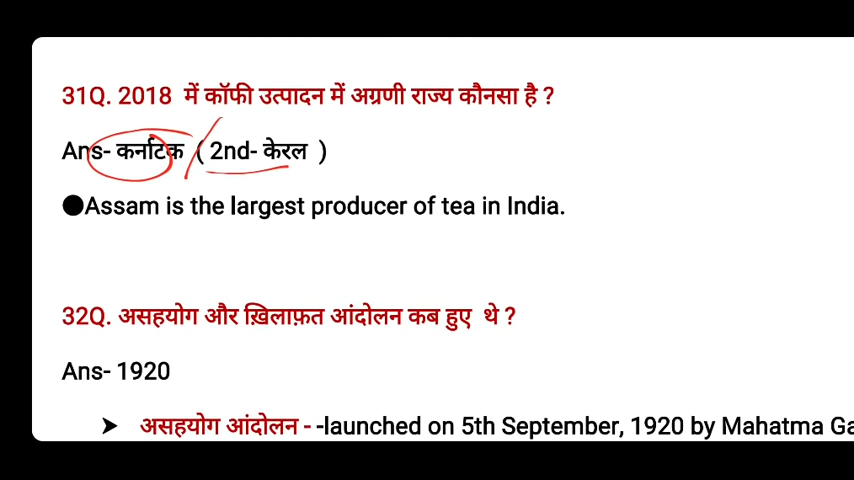 31Q. 2018 में कॉफी उत्पादन में अग्रणी राज्य कौनसा है ?
Ans- कर्नाटक ( 2nd- केरल )
●Assam is the largest producer of tea in India.
32Q. असहयोग और ख़िलाफ़त आंदोलन कब हुए थे ?
Ans- 1920
➤ असहयोग आंदोलन - -launched on 5th September, 1920 by Mahatma Ga